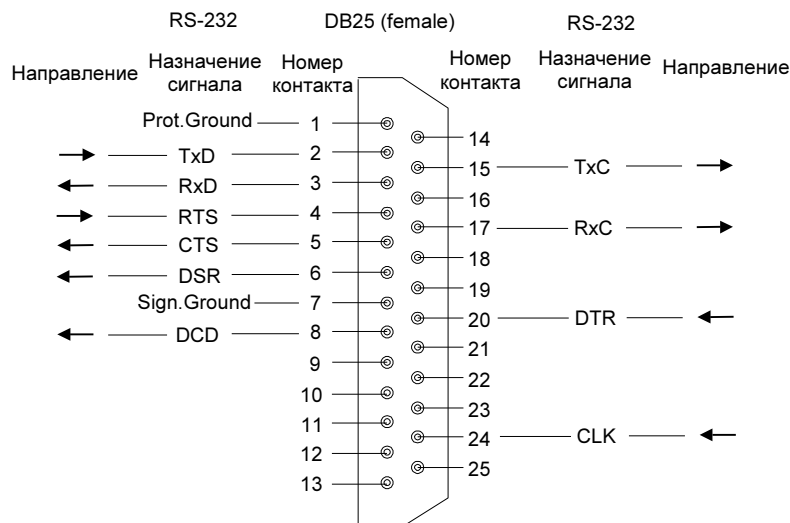 RS-232 DB25 (female) RS-232
Направление Назначение сигнала Номер контакта Номер контакта Назначение сигнала Направление
Prot.Ground 1
14
TxD 2
15 TxC
RxD 3
16
RTS 4
17 RxC
CTS 5
18
DSR 6
19
Sign.Ground 7
20 DTR
DCD 8
21
9
22
10
23
11
24 CLK
12
25
13